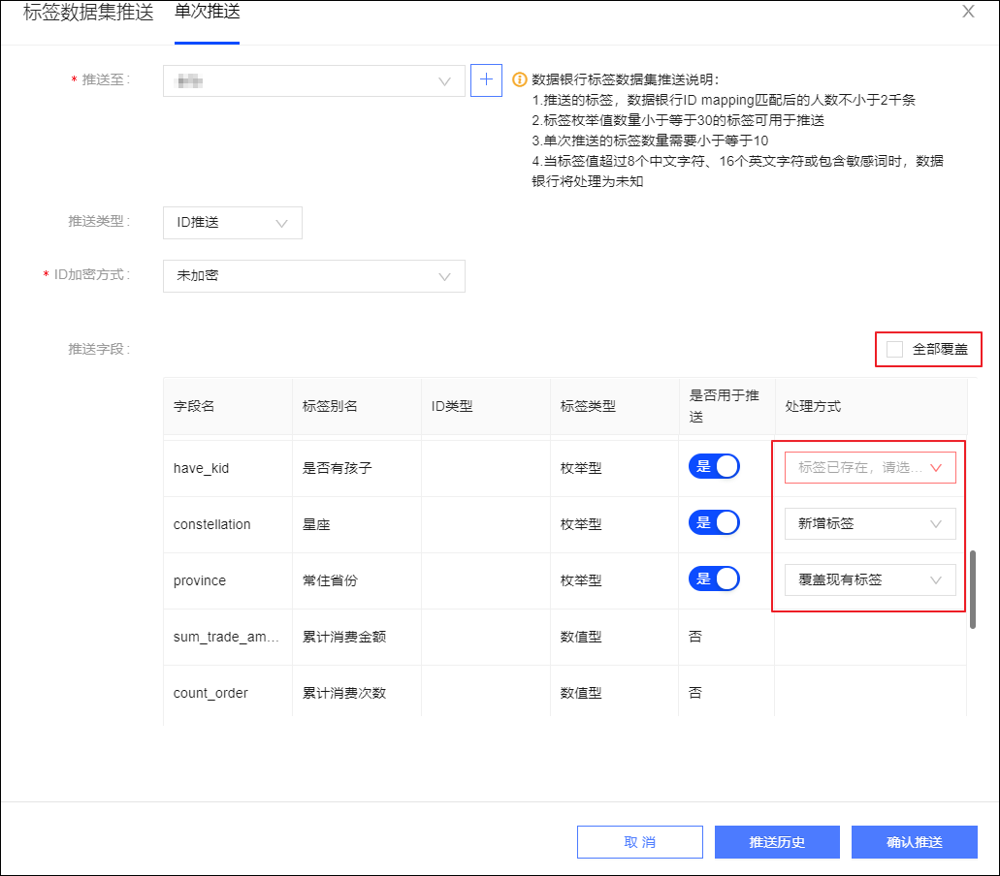 标签数据集推送 单次推送
* 推送至:
数据银行标签数据集推送说明:
1.推送的标签，数据银行ID mapping匹配后的人数不小于2千条
2.标签枚举值数量小于等于30的标签可用于推送
3.单次推送的标签数量需要小于等于10
4.当标签值超过8个中文字符、16个英文字符或包含敏感词时，数据
银行将处理为未知
推送类型: ID推送
* ID加密方式: 未加密
推送字段: 全部覆盖
字段名 标签别名 ID类型 标签类型 是否用于推
送 处理方式
have_kid 是否有孩子 枚举型 是 标签已存在，请选...
constellation 星座 枚举型 是 新增标签
province 常住省份 枚举型 是 覆盖现有标签
sum_trade_am... 累计消费金额 数值型 否
count_order 累计消费次数 数值型 否
取 消 推送历史 确认推送